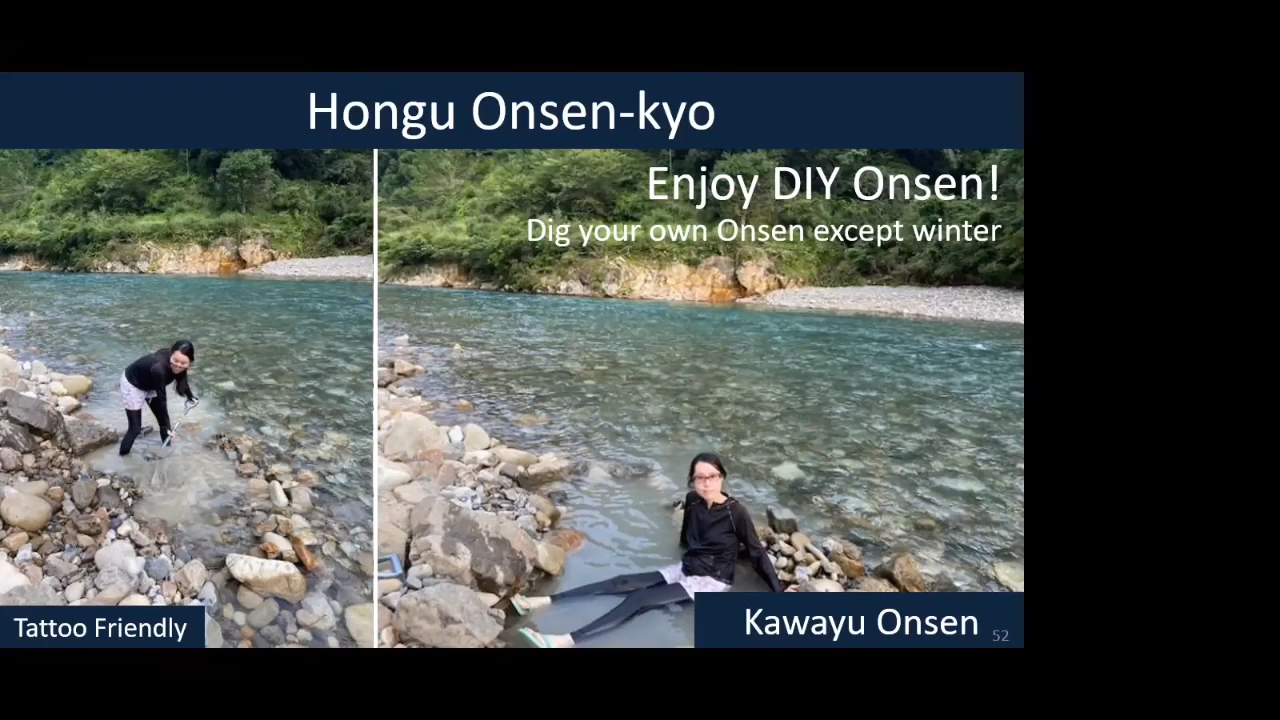 Hongu Onsen-kyo
Enjoy DIY Onsen!
Dig your own Onsen except winter
Tattoo Friendly
Kawayu Onsen
52